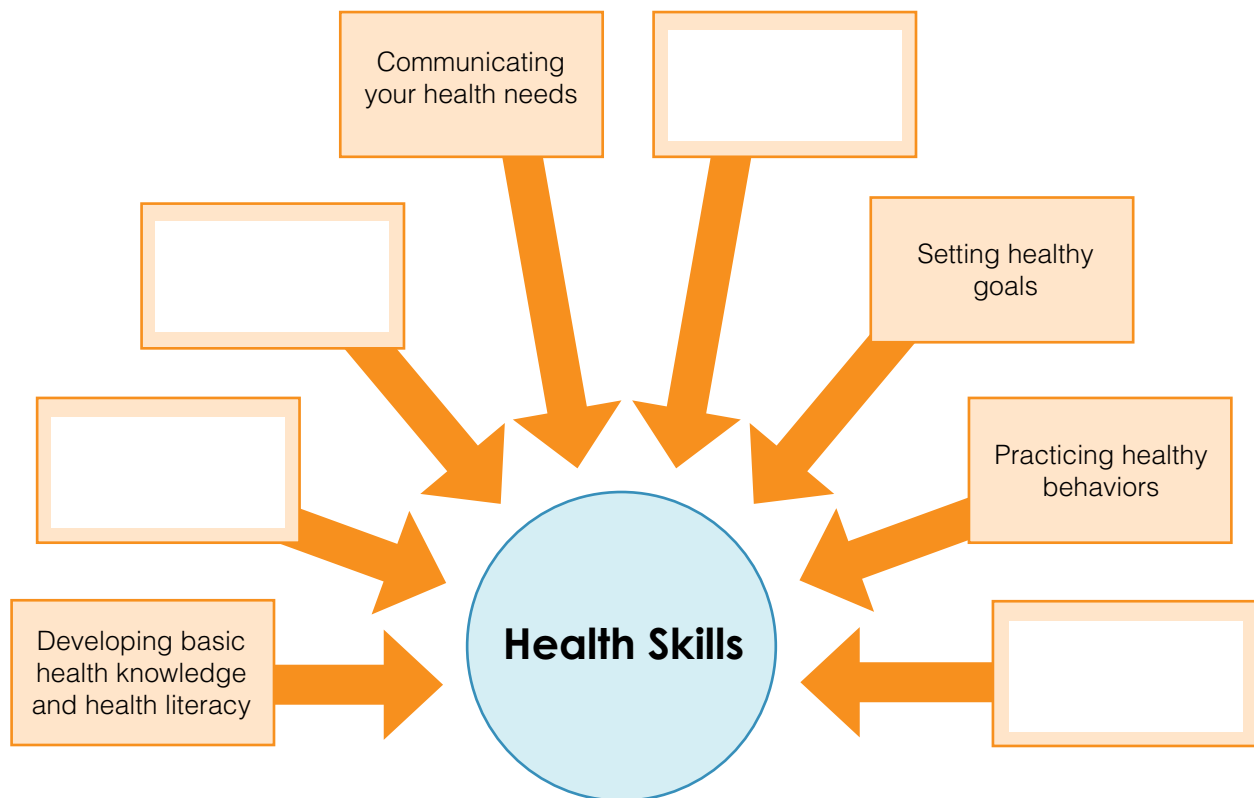 Communicating
your health needs
Setting healthy
goals
Practicing healthy
behaviors
Developing basic
health knowledge
and health literacy
Health Skills